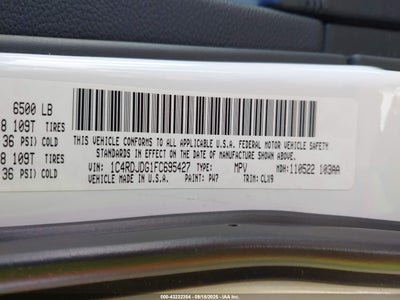 6500 LB
8 109T TIRES
36 PSI) COLD
8 109T TIRES
36 PSI) COLD
THIS VEHICLE CONFORMS TO ALL APPLICABLE U.S.A. FEDERAL MOTOR VEHICLE SAFETY
STANDARDS IN EFFECT ON THE DATE OF MANUFACTURE SHOWN ABOVE.
VIN: 1C4RDJDG1FC695427 TYPE: MPV MDH: 110522 103AA
VEHICLE MADE IN U.S.A. PAINT: PW7 TRIM: CLX9
000-43232354 - 09/15/2025 - IAA Inc.